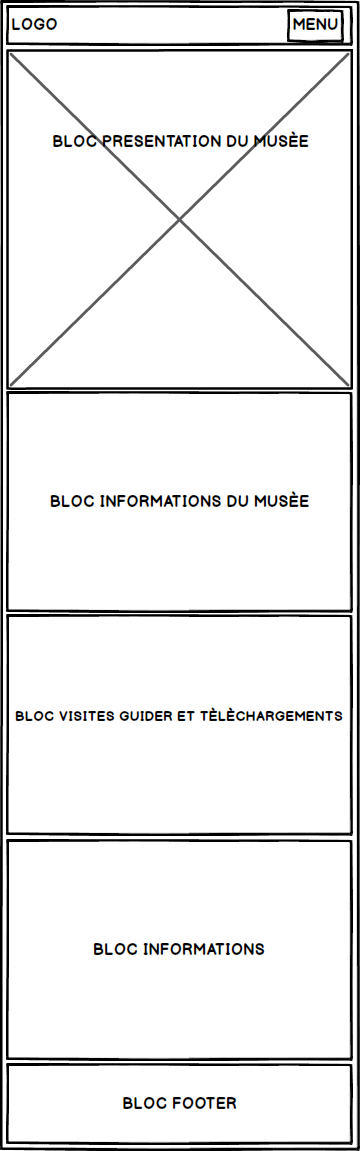 LOGO
MENU
BLOC PRESENTATION DU MUSÈE
BLOC INFORMATIONS DU MUSÈE
BLOC VISITES GUIDER ET TÈLÈCHARGEMENTS
BLOC INFORMATIONS
BLOC FOOTER